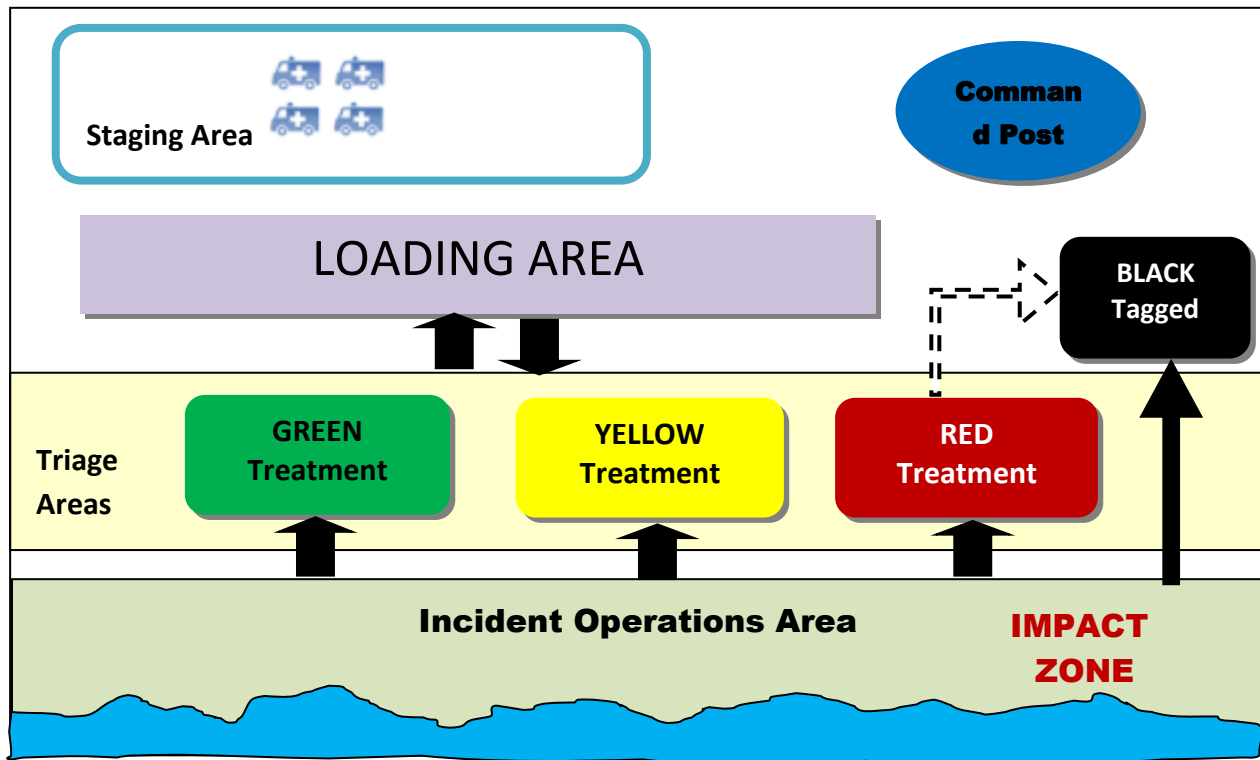 Staging Area
Comman
d Post
LOADING AREA
BLACK
Tagged
Triage
Areas
GREEN
Treatment
YELLOW
Treatment
RED
Treatment
Incident Operations Area
IMPACT
ZONE